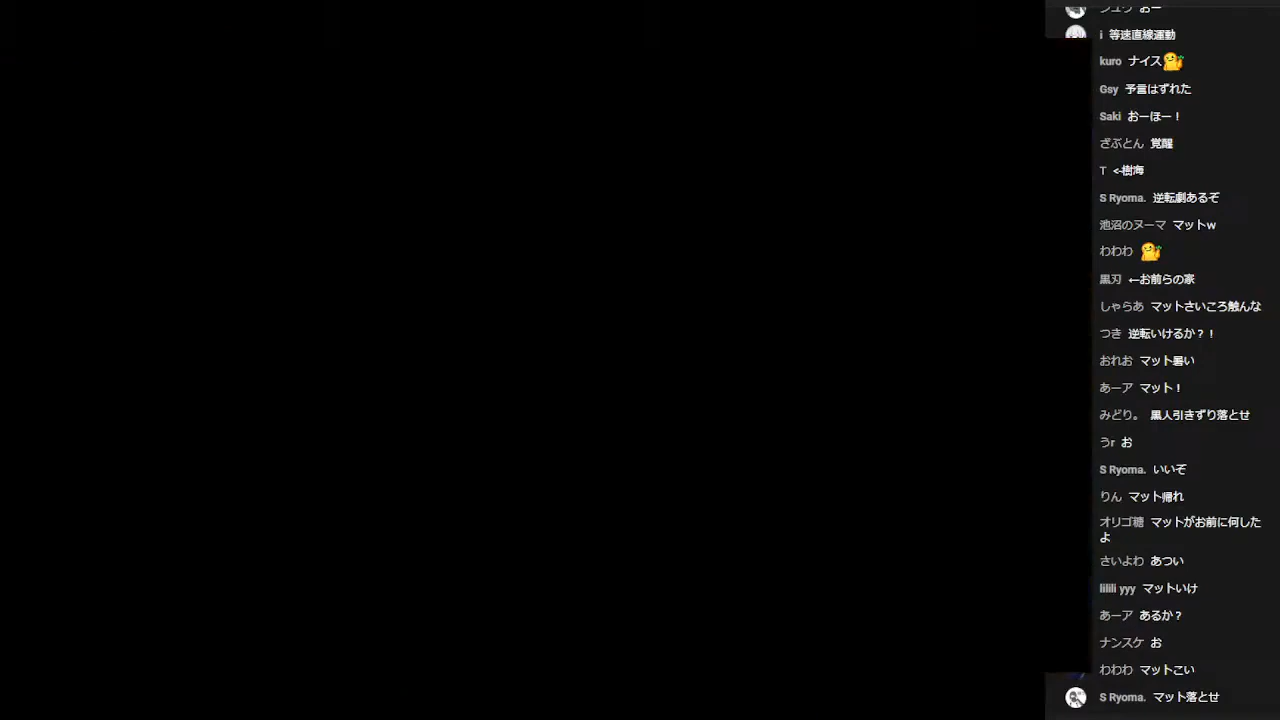 シュウ おー
i 等速直線運動
kuro ナイス
Gsy 予言はずれた
Saki おーほー！
ざぶとん 覚醒
T <-樹海
S Ryoma. 逆転劇あるぞ
池沼のヌーマ マットw
わわわ
黒刃 ←お前らの家
しゃらあ マットさいころ触んな
つき 逆転いけるか？！
おれお マット暑い
あーア マット！
みどり。 黒人引きずり落とせ
うr お
S Ryoma. いいぞ
りん マット帰れ
オリゴ糖 マットがお前に何した
よ
さいよわ あつい
lilili yyy マットいけ
あーア あるか？
ナンスケ お
わわわ マットこい
S Ryoma. マット落とせ